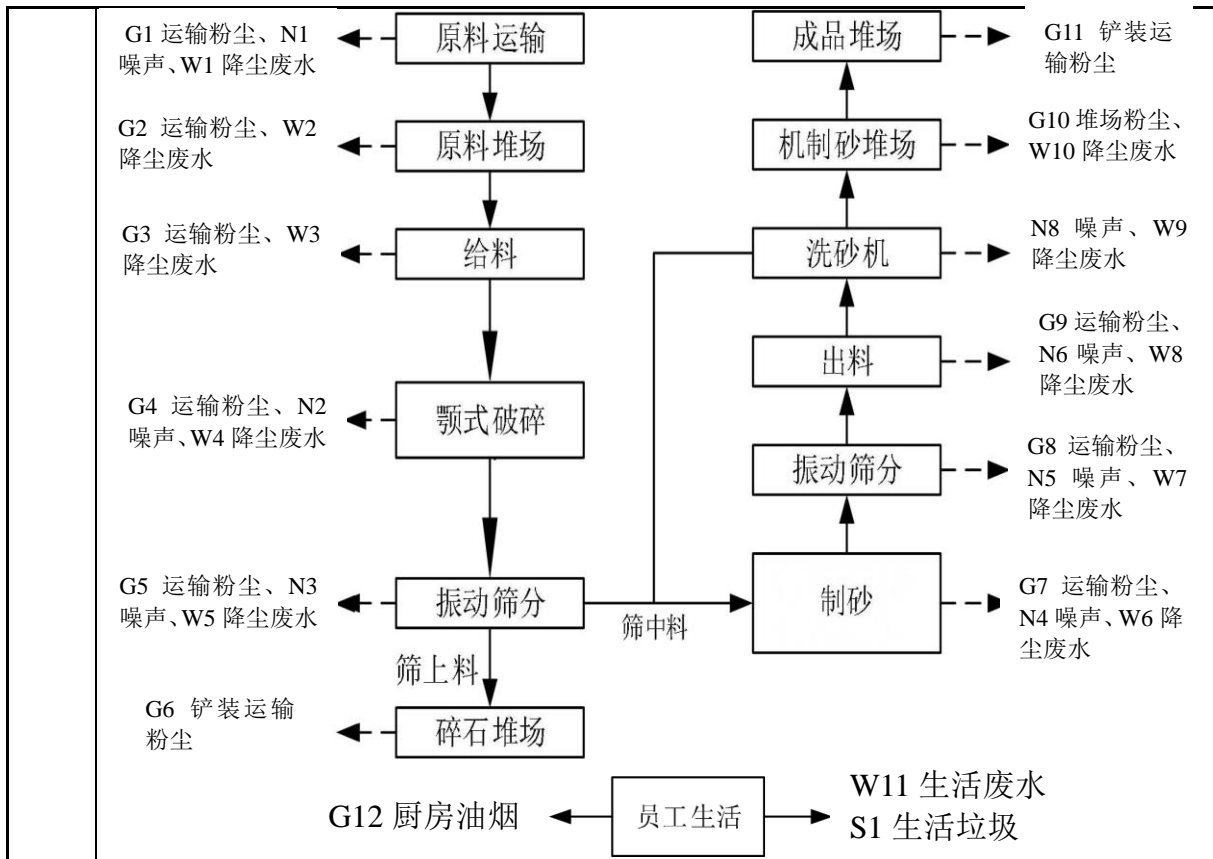 G1 运输粉尘、N1
噪声、W1 降尘废水
原料运输
G2 运输粉尘、W2
降尘废水
原料堆场
G3 运输粉尘、W3
降尘废水
给料
G4 运输粉尘、N2
噪声、W4 降尘废水
颚式破碎
G5 运输粉尘、N3
噪声、W5 降尘废水
振动筛分
筛上料
筛中料
G6 铲装运输
粉尘
碎石堆场
成品堆场
G11 铲装运
输粉尘
机制砂堆场
G10 堆场粉尘、
W10 降尘废水
洗砂机
N8 噪声、W9
降尘废水
出料
G9 运输粉尘、
N6 噪声、W8
降尘废水
振动筛分
G8 运输粉尘、
N5 噪声、W7
降尘废水
制砂
G7 运输粉尘、
N4 噪声、W6 降
尘废水
G12 厨房油烟
员工生活
W11 生活废水
S1 生活垃圾